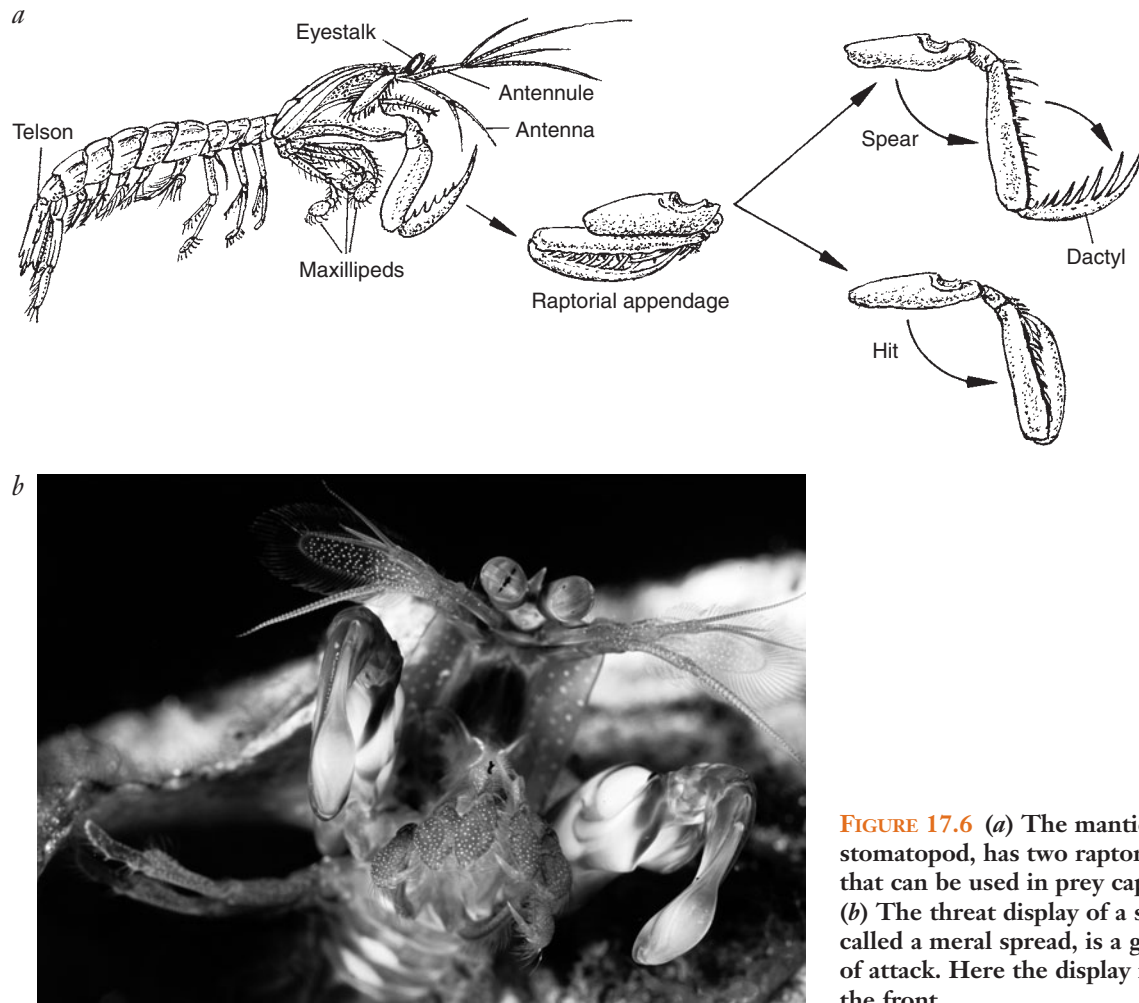 a
Eyestalk
Antennule
Antenna
Telson
Maxillipeds
Raptorial appendage
Spear
Dactyl
Hit
b
FIGURE 17.6 (a) The mantis
stomatopod, has two raptor
that can be used in prey cap
(b) The threat display of a s
called a meral spread, is a g
of attack. Here the display i
the front.